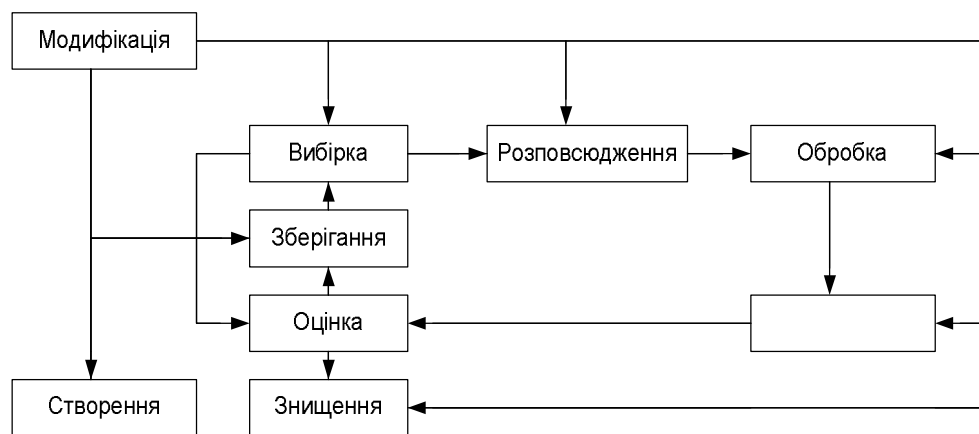 Модифікація
Вибірка
Розповсюдження
Обробка
Зберігання
Оцінка
Створення
Знищення